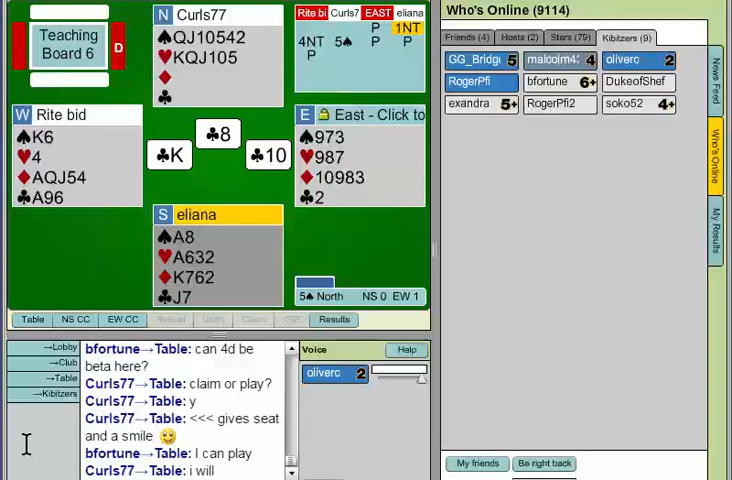 Teaching
Board 6
D
N Curls77
♠QJ10542
♥KQJ105
♦
♣
Rite bi Curls7 EAST eliana
P 1NT
4NT 5♠ P P
P
W Rite bid
♠K6
♥4
♦AQJ54
♣A96
♣8
♣K
♣10
E East - Click to
♠973
♥987
♦10983
♣2
S eliana
♠A8
♥A632
♦K762
♣J7
5♠ North NS 0 EW 1
Table NS CC EW CC Results
→Lobby
→Club
→Table
→Kibitzers
bfortune→Table: can 4d be
beta here?
Curls77→Table: claim or play?
Curls77→Table: y
Curls77→Table: <<< gives seat
and a smile
bfortune→Table: I can play
Curls77→Table: i will
Voice Help
oliverc 2
Who's Online (9114)
Friends (4) Hosts (2) Stars (79) Kibitzers (9)
GG_Bridg 5 malcolm4 4 oliverc 2
RogerPfi bfortune 6+ DukeofShef
exandra 5+ RogerPfi2 soko52 4+
News Feed
Who's Online
My Results
My friends Be right back